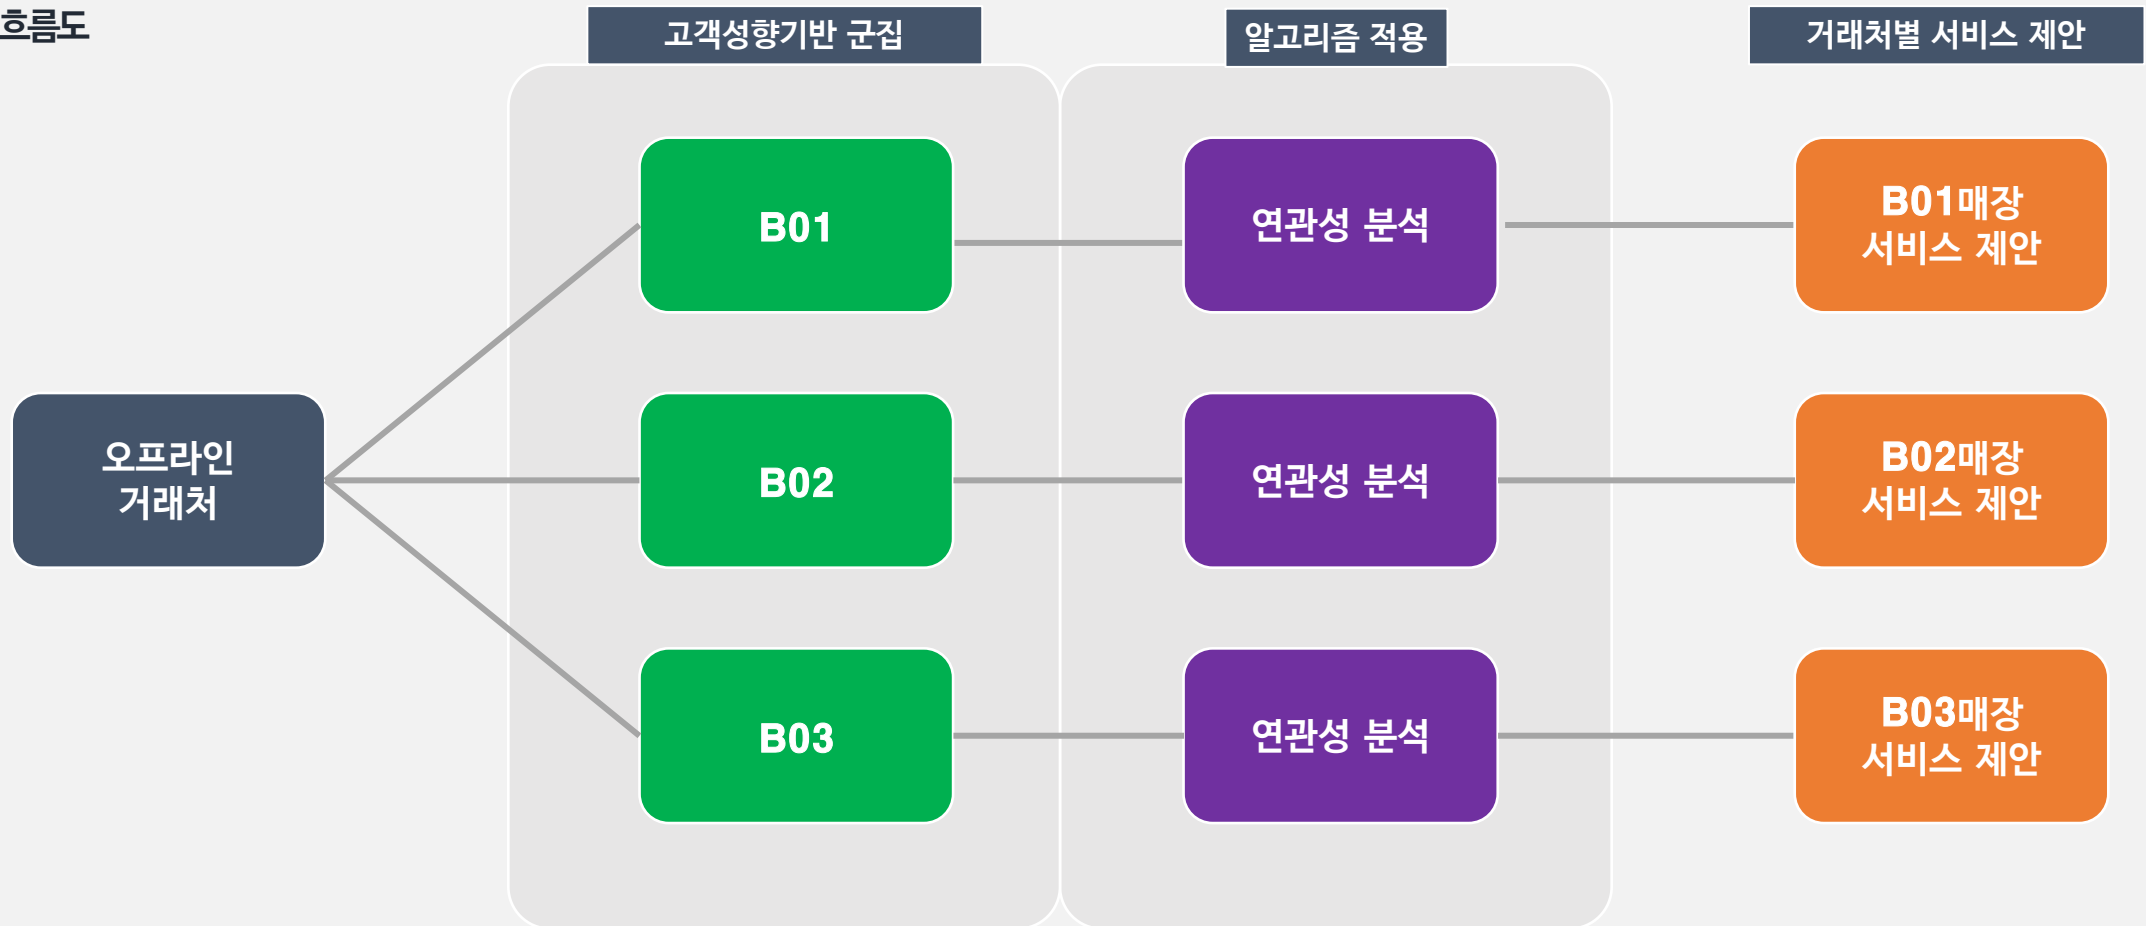 흐름도
고객성향기반 군집
알고리즘 적용
거래처별 서비스 제안
오프라인
거래처
B01
연관성 분석
B01매장
서비스 제안
B02
연관성 분석
B02매장
서비스 제안
B03
연관성 분석
B03매장
서비스 제안